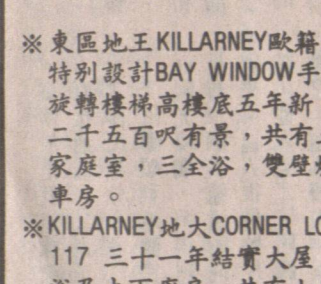 ※東區地王KILLARNEY歐籍
特別設計BAY WINDOW手
旋轉樓梯高樓底五年新
二千五百呎有景，共有
家庭室，三全浴，雙壁
車房。
※KILLARNEY地大CORNER LO
117 三十一年結實大屋